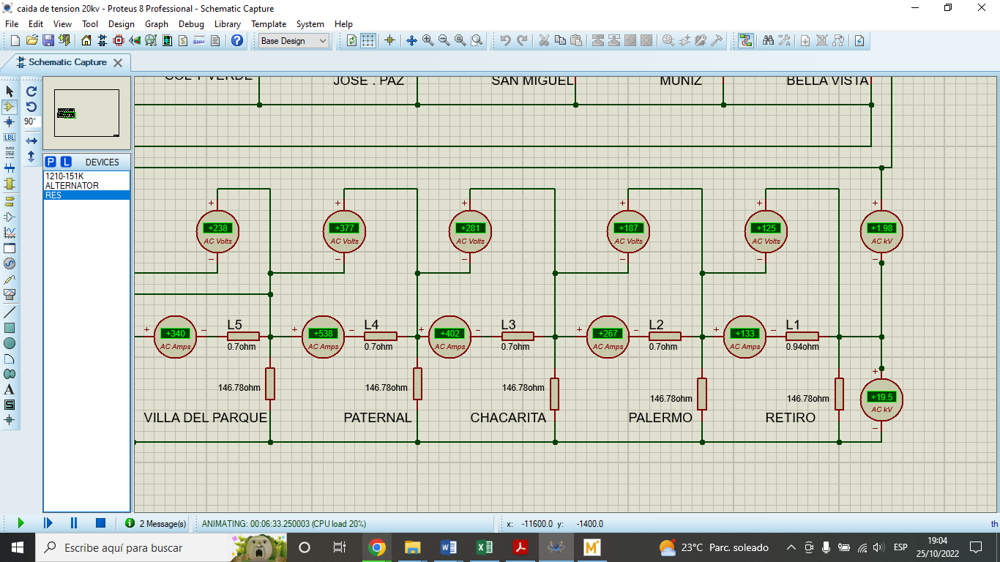 caida de tension 20kv - Proteus 8 Professional - Schematic Capture
File Edit View Tool Design Graph Debug Library Template System Help
Base Design
Schematic Capture
SOL Y VERDE JOSE . PAZ SAN MIGUEL MUÑIZ BELLA VISTA
90°
LBL
P L DEVICES
1210-151K
ALTERNATOR
RES
+ + + + + +
+238 +377 +281 +187 +125 +1.98
AC Volts AC Volts AC Volts AC Volts AC Volts AC kV
L5 L4 L3 L2 L1
+340 +538 +402 +267 +133
AC Amps AC Amps AC Amps AC Amps AC Amps
0.7ohm 0.7ohm 0.7ohm 0.7ohm 0.94ohm
146.78ohm 146.78ohm 146.78ohm 146.78ohm 146.78ohm
+19.5
AC kV
VILLA DEL PARQUE PATERNAL CHACARITA PALERMO RETIRO
2 Message(s) ANIMATING: 00:06:33.250003 (CPU load 20%) x: -11600.0 y: -1400.0 th
Escribe aquí para buscar
23°C Parc. soleado ESP 19:04
25/10/2022